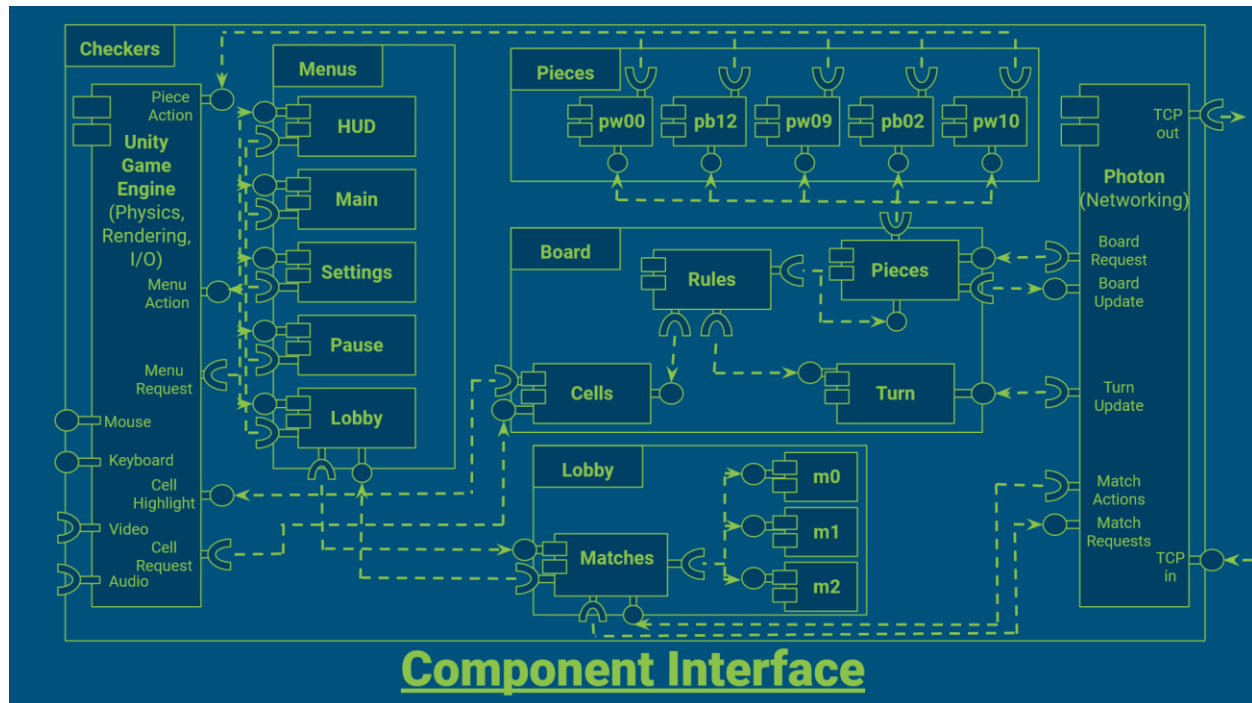 Checkers
Piece
Action
Unity
Game
Engine
(Physics,
Rendering,
I/O)
Menu
Action
Menu
Request
Mouse
Keyboard
Cell
Highlight
Video
Cell
Request
Audio
Menus
HUD
Main
Settings
Pause
Lobby
Pieces
pw00
pb12
pw09
pb02
pw10
Board
Rules
Pieces
Cells
Turn
Lobby
Matches
m0
m1
m2
TCP
out
Photon
(Networking)
Board
Request
Board
Update
Turn
Update
Match
Actions
Match
Requests
TCP
in
Component Interface